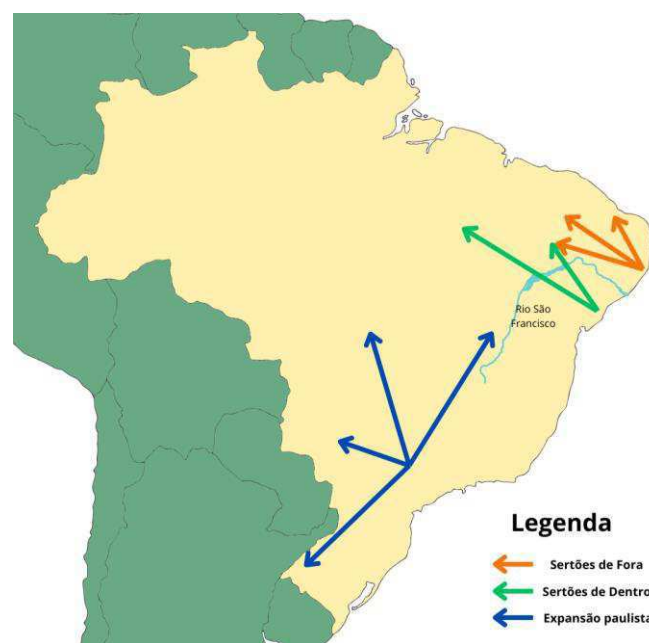 Rio São
Francisco
Legenda
Sertões de Fora
Sertões de Dentro
Expansão paulista